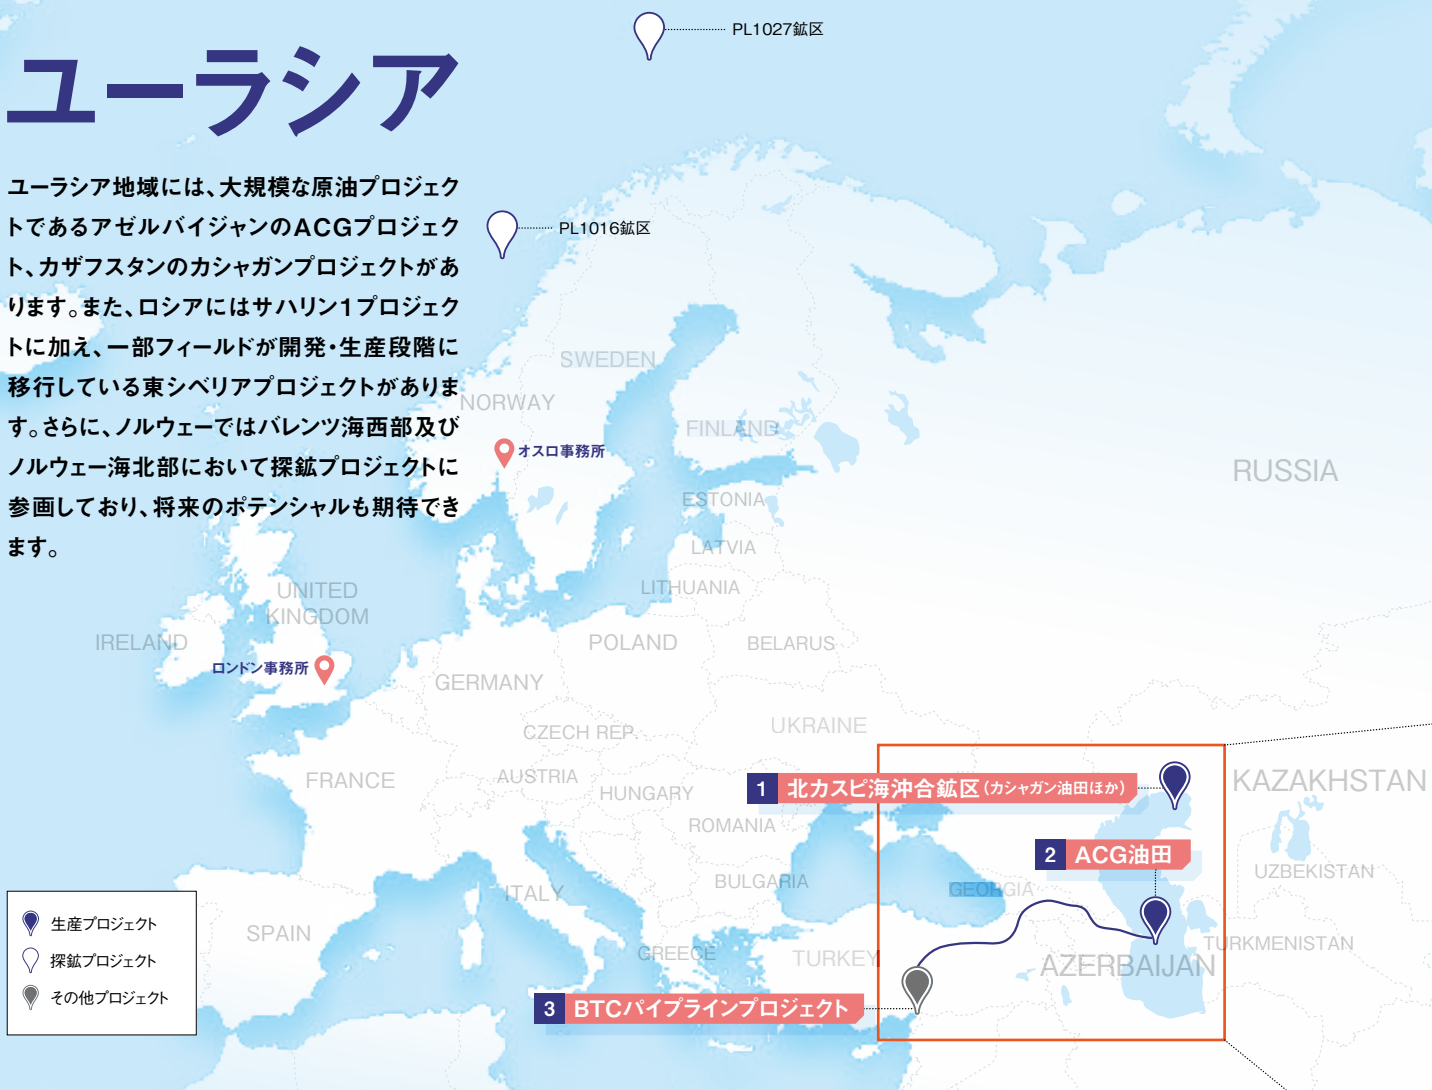 PL1027鉱区
ユーラシア
ユーラシア地域には、大規模な原油プロジェク
トであるアゼルバイジャンのACGプロジェク
ト、カザフスタンのカシャガンプロジェクトがあ
ります。また、ロシアにはサハリン1プロジェク
トに加え、一部フィールドが開発・生産段階に
移行している東シベリアプロジェクトがありま
す。さらに、ノルウェーではバレンツ海西部及び
ノルウェー海北部において探鉱プロジェクトに
参画しており、将来のポテンシャルも期待でき
ます。
PL1016鉱区
SWEDEN
NORWAY
FINLAND
オスロ事務所
RUSSIA
ESTONIA
LATVIA
LITHUANIA
UNITED
KINGDOM
IRELAND
POLAND
BELARUS
ロンドン事務所
GERMANY
UKRAINE
CZECH REP.
FRANCE
AUSTRIA
HUNGARY
1 北カスピ海沖合鉱区(カシャガン油田ほか)
KAZAKHSTAN
ROMANIA
2 ACG油田
UZBEKISTAN
BULGARIA
GEORGIA
ITALY
SPAIN
GREECE
TURKEY
TURKMENISTAN
AZERBAIJAN
3 BTCパイプラインプロジェクト
生産プロジェクト
探鉱プロジェクト
その他プロジェクト